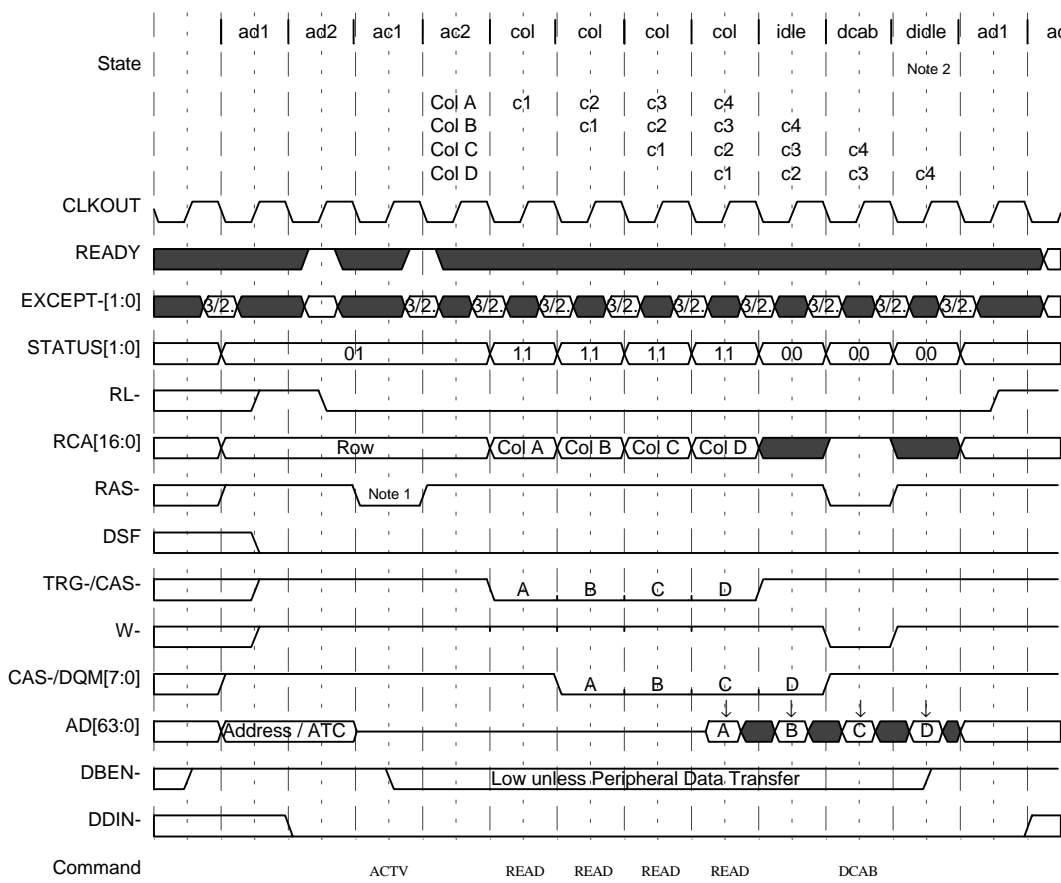 ad1 ad2 ac1 ac2 col col col col idle dcab didle ad1
State Note 2
Col A c1 c2 c3 c4
Col B c1 c2 c3 c4
Col C c1 c2 c3 c4
Col D c1 c2 c3 c4
CLKOUT
READY
EXCEPT-[1:0] 3/2. 3/2. 3/2. 3/2. 3/2. 3/2. 3/2. 3/2. 3/2. 3/2.
STATUS[1:0] 01 11 11 11 11 00 00 00
RL-
RCA[16:0] Row Col A Col B Col C Col D
RAS- Note 1
DSF
TRG-/CAS- A B C D
W-
CAS-/DQM[7:0] A B C D
AD[63:0] Address / ATC A B C D
DBEN- Low unless Peripheral Data Transfer
DDIN-
Command ACTV READ READ READ READ DCAB